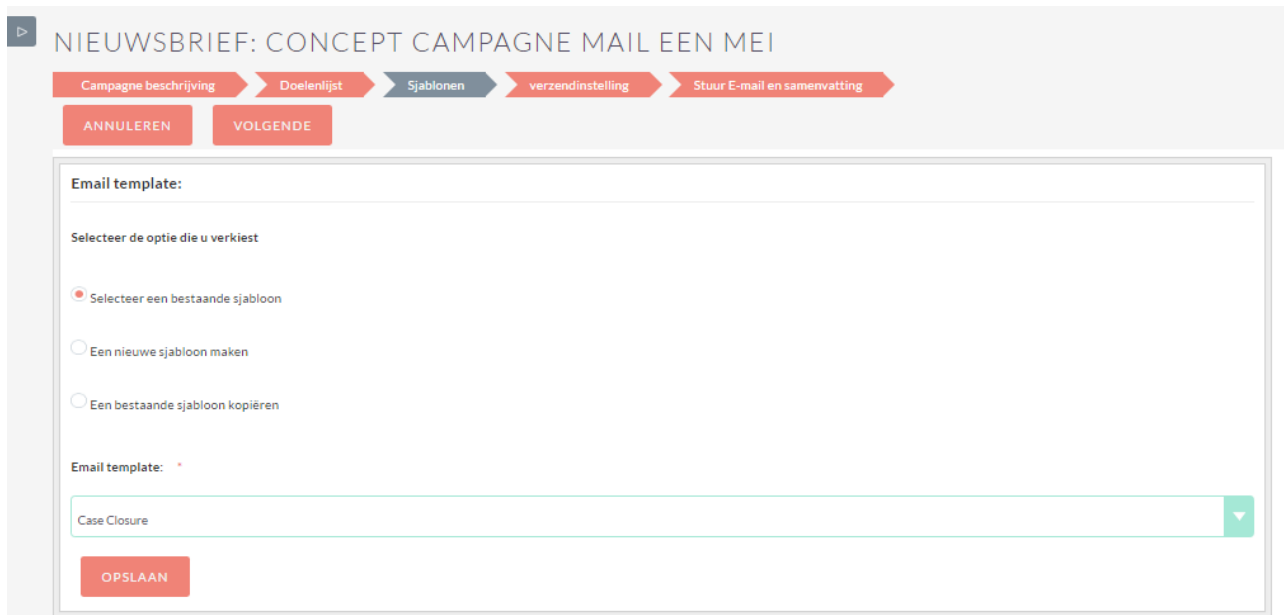 NIEUWSBRIEF: CONCEPT CAMPAGNE MAIL EEN MEI
Campagne beschrijving Doelenlijst Sjablonen verzendinstelling Stuur E-mail en samenvatting
ANNULEREN VOLGENDE
Email template:
Selecteer de optie die u verkiest
Selecteer een bestaande sjabloon
Een nieuwe sjabloon maken
Een bestaande sjabloon kopiëren
Email template: *
Case Closure
OPSLAAN